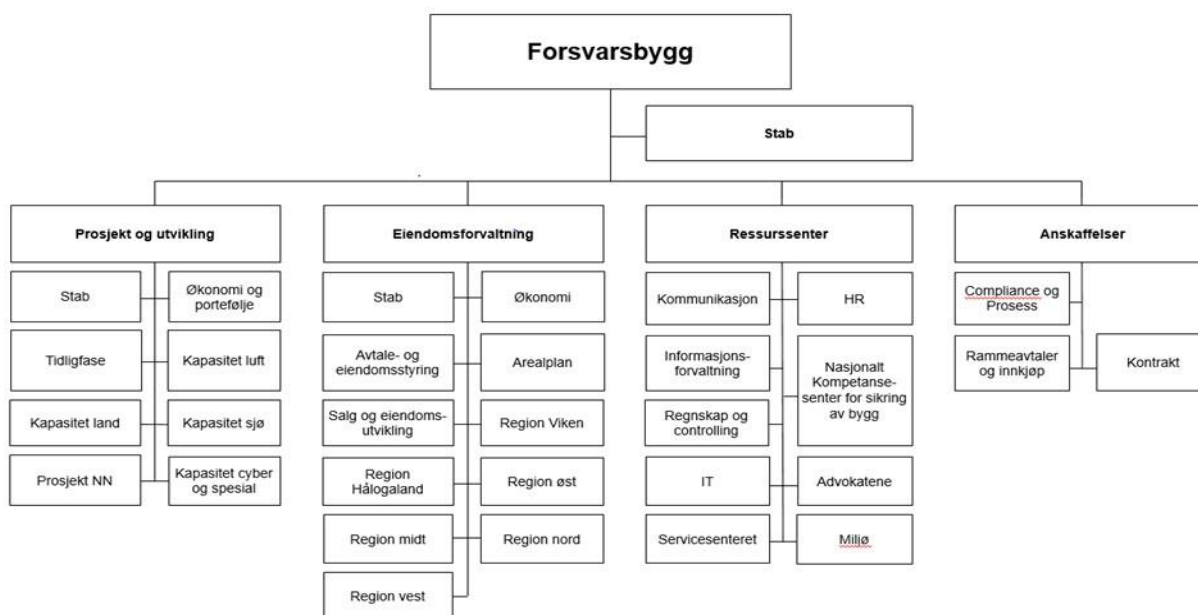 Forsvarsbygg
Stab
Prosjekt og utvikling
Stab
Økonomi og
portefølje
Tidligfase
Kapasitet luft
Kapasitet land
Kapasitet sjø
Prosjekt NN
Kapasitet cyber
og spesial
Eiendomsforvaltning
Stab
Økonomi
Avtale- og
eiendomsstyring
Arealplan
Salg og eiendoms-
utvikling
Region Viken
Region
Hålogaland
Region øst
Region midt
Region nord
Region vest
Ressurssenter
Kommunikasjon
HR
Informasjons-
forvaltning
Nasjonalt
Kompetanse-
senter for sikring
av bygg
Regnskap og
controlling
IT
Advokatene
Servicesenteret
Miljø
Anskaffelser
Compliance og
Prosess
Rammeavtaler
og innkjøp
Kontrakt